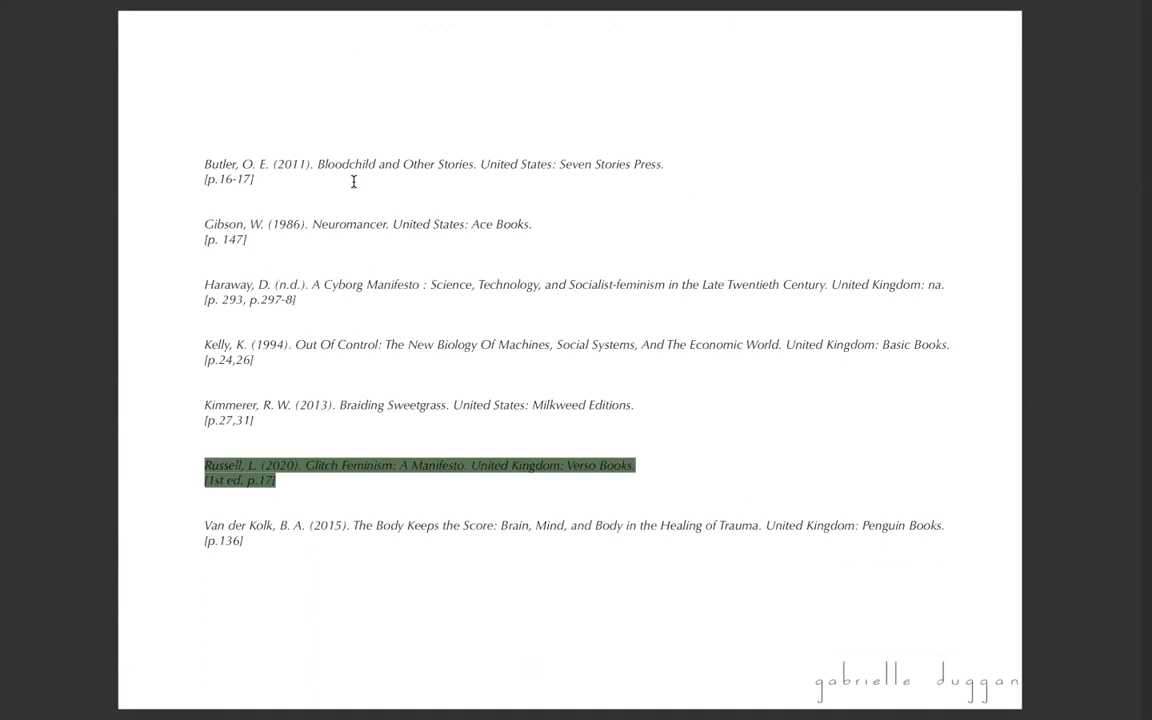 Butler, O. E. (2011). Bloodchild and Other Stories. United States: Seven Stories Press.
[p.16-17]
Gibson, W. (1986). Neuromancer. United States: Ace Books.
[p. 147]
Haraway, D. (n.d.). A Cyborg Manifesto : Science, Technology, and Socialist-feminism in the Late Twentieth Century. United Kingdom: na.
[p. 293, p.297-8]
Kelly, K. (1994). Out Of Control: The New Biology Of Machines, Social Systems, And The Economic World. United Kingdom: Basic Books.
[p.24,26]
Kimmerer, R. W. (2013). Braiding Sweetgrass. United States: Milkweed Editions.
[p.27,31]
Russell, L. (2020). Glitch Feminism: A Manifesto. United Kingdom: Verso Books.
[1st ed. p.17]
Van der Kolk, B. A. (2015). The Body Keeps the Score: Brain, Mind, and Body in the Healing of Trauma. United Kingdom: Penguin Books.
[p.136]
gabrielle duggan